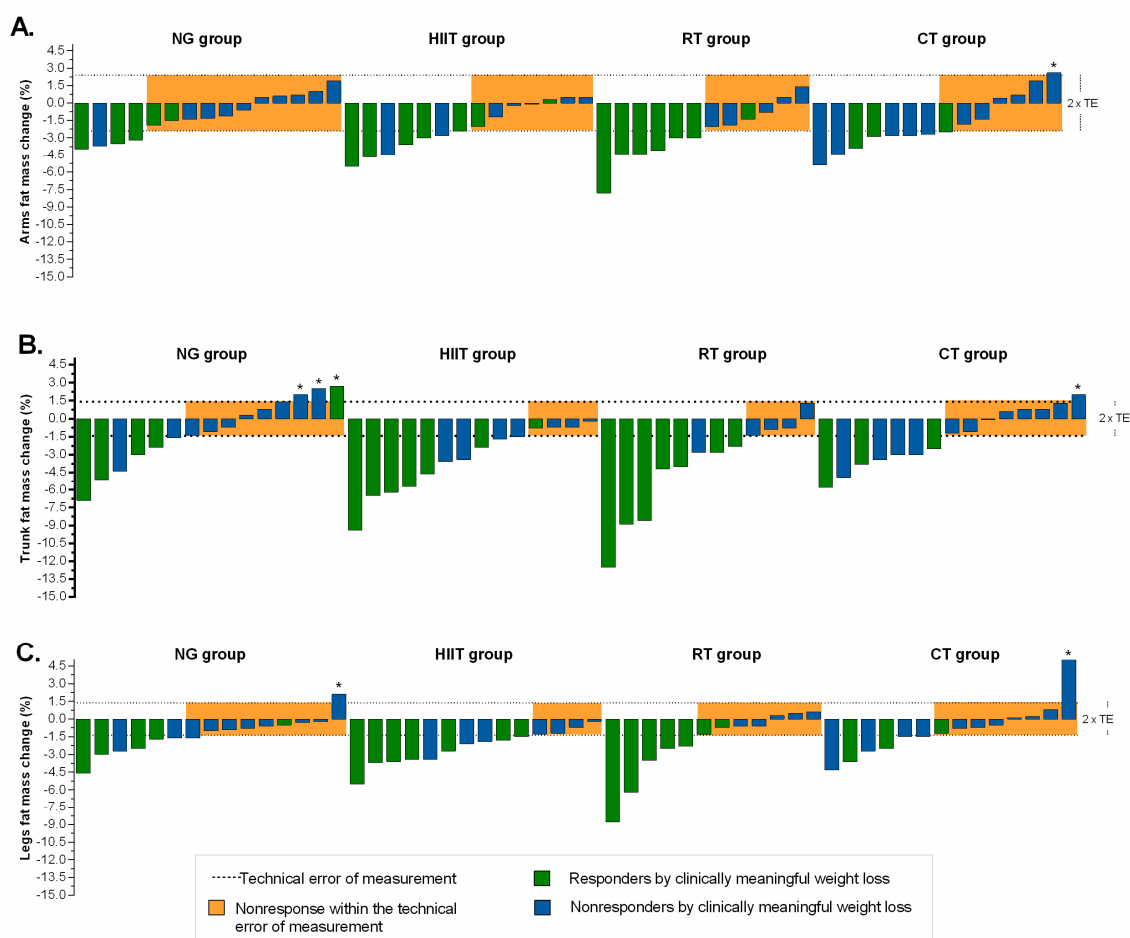 A.
NG group
HIIT group
RT group
CT group
Arms fat mass change (%)
4.5
3.0
1.5
0.0
-1.5
-3.0
-4.5
-6.0
-7.5
-9.0
-10.5
-12.0
-13.5
-15.0
*
2 x TE
B.
NG group
HIIT group
RT group
CT group
Trunk fat mass change (%)
4.5
3.0
1.5
0.0
-1.5
-3.0
-4.5
-6.0
-7.5
-9.0
-10.5
-12.0
-13.5
-15.0
* * *
*
2 x TE
C.
NG group
HIIT group
RT group
CT group
Legs fat mass change (%)
4.5
3.0
1.5
0.0
-1.5
-3.0
-4.5
-6.0
-7.5
-9.0
-10.5
-12.0
-13.5
-15.0
*
*
2 x TE
Technical error of measurement
Responders by clinically meaningful weight loss
Nonresponse within the technical
error of measurement
Nonresponders by clinically meaningful weight loss